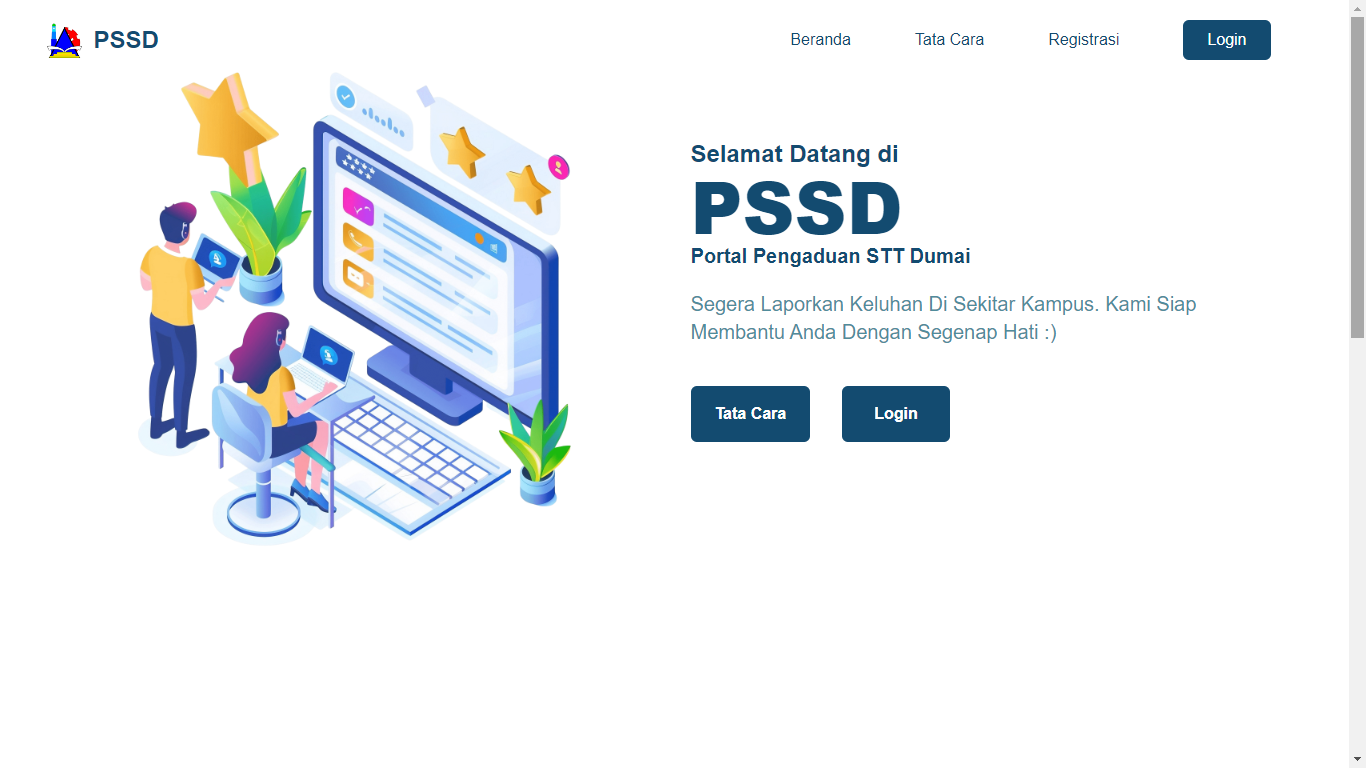 PSSD
Beranda
Tata Cara
Registrasi
Login
Selamat Datang di
PSSD
Portal Pengaduan STT Dumai
Segera Laporkan Keluhan Di Sekitar Kampus. Kami Siap
Membantu Anda Dengan Segenap Hati :)
Tata Cara
Login